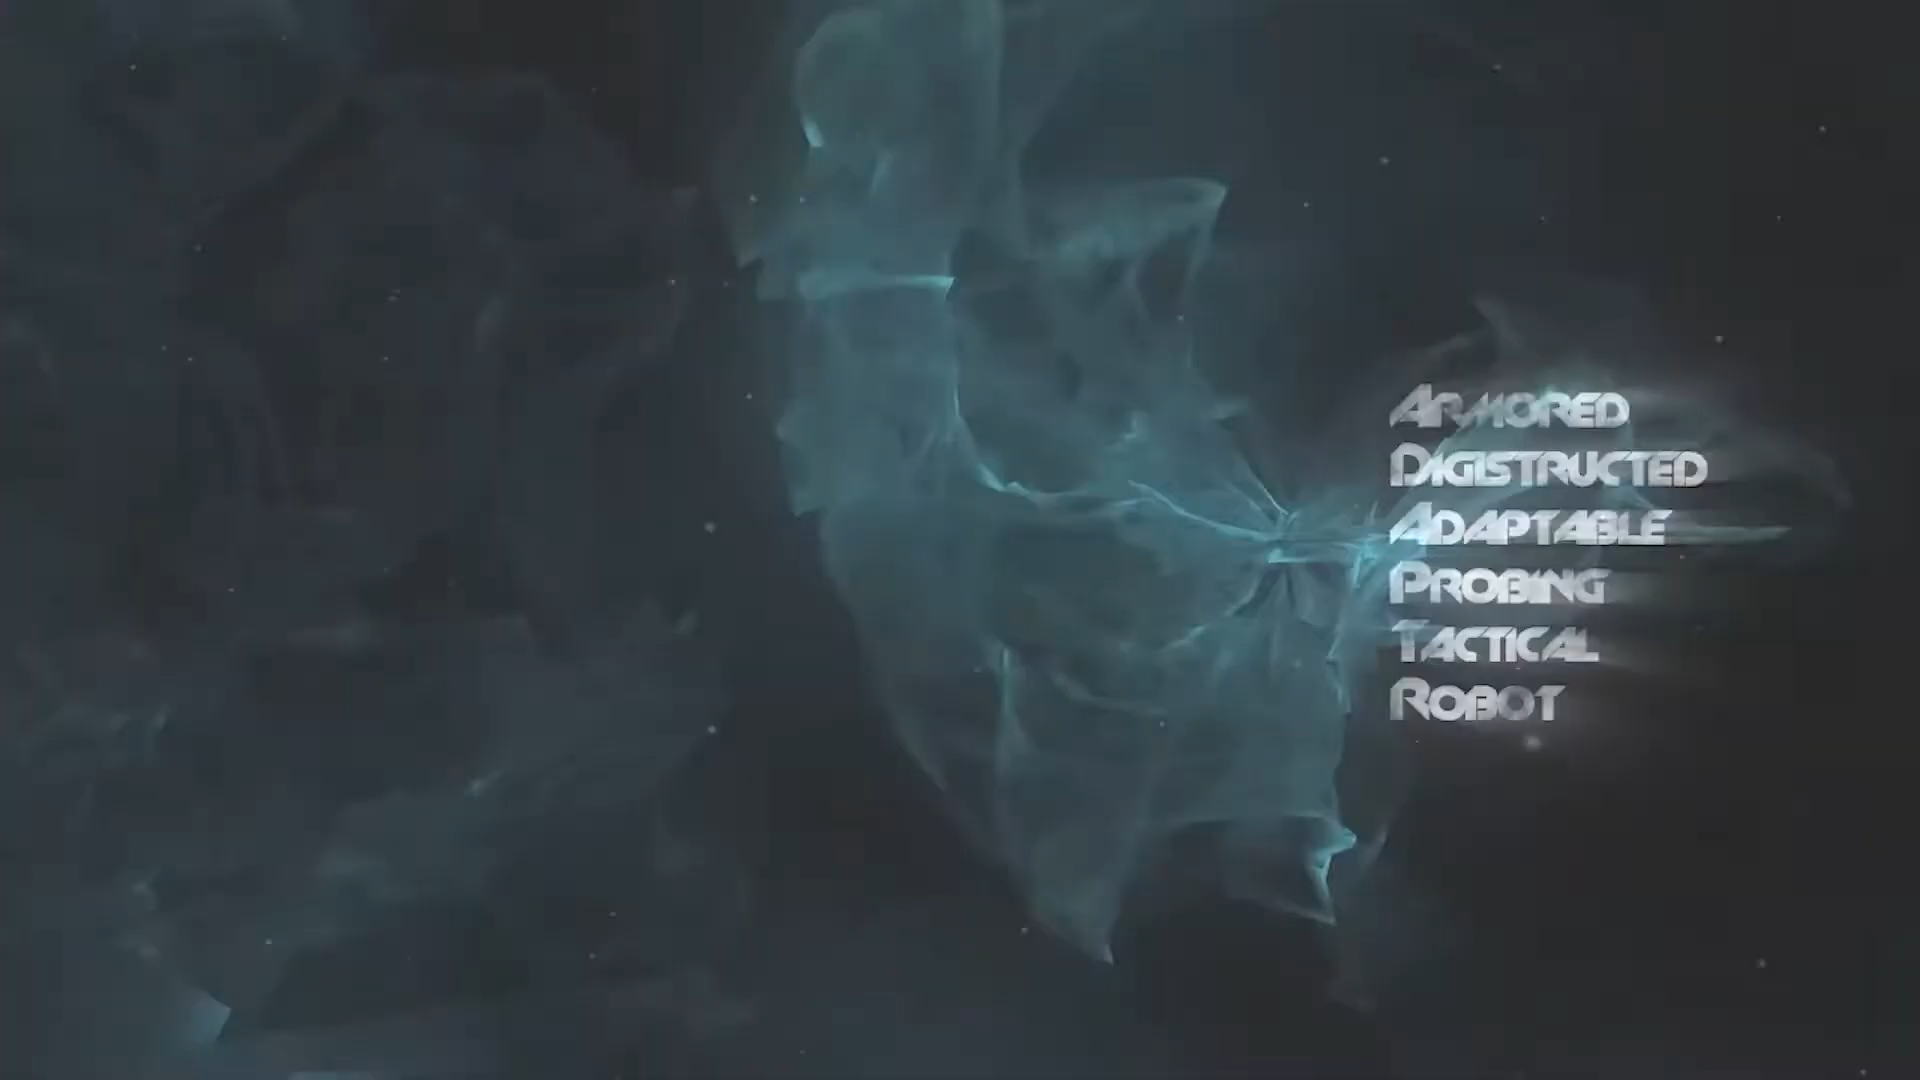 Armored
Digistructed
Adaptable
Probing
Tactical
Robot